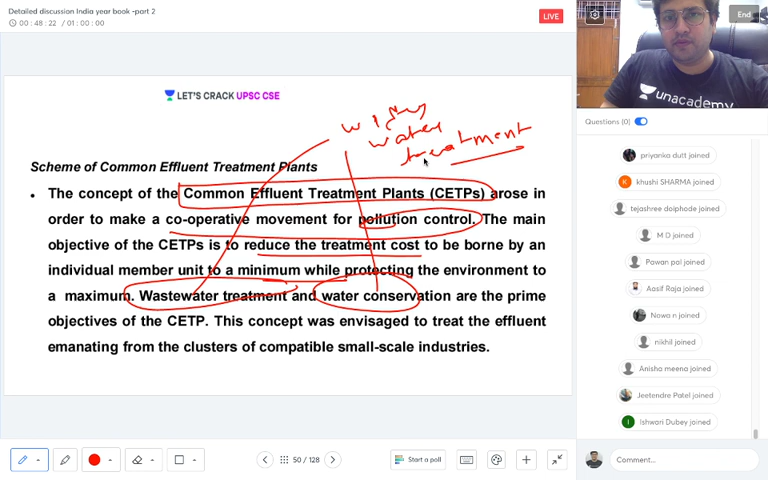 Detailed discussion India year book -part 2
00 : 48 : 22 / 01 : 00 : 00
LIVE
End
LET'S CRACK UPSC CSE
unacademy
water
treatment
Scheme of Common Effluent Treatment Plants
• The concept of the Common Effluent Treatment Plants (CETPs) arose in
order to make a co-operative movement for pollution control. The main
objective of the CETPs is to reduce the treatment cost to be borne by an
individual member unit to a minimum while protecting the environment to
a maximum. Wastewater treatment and water conservation are the prime
objectives of the CETP. This concept was envisaged to treat the effluent
emanating from the clusters of compatible small-scale industries.
Questions (0)
priyanka dutt joined
K khushi SHARMA joined
tejashree doiphode joined
M D joined
Pawan pal joined
Aasif Raja joined
Nowa n joined
nikhil joined
Anisha meena joined
Jeetendre Patel joined
I Ishwari Dubey joined
50 / 128
Start a poll
Comment...